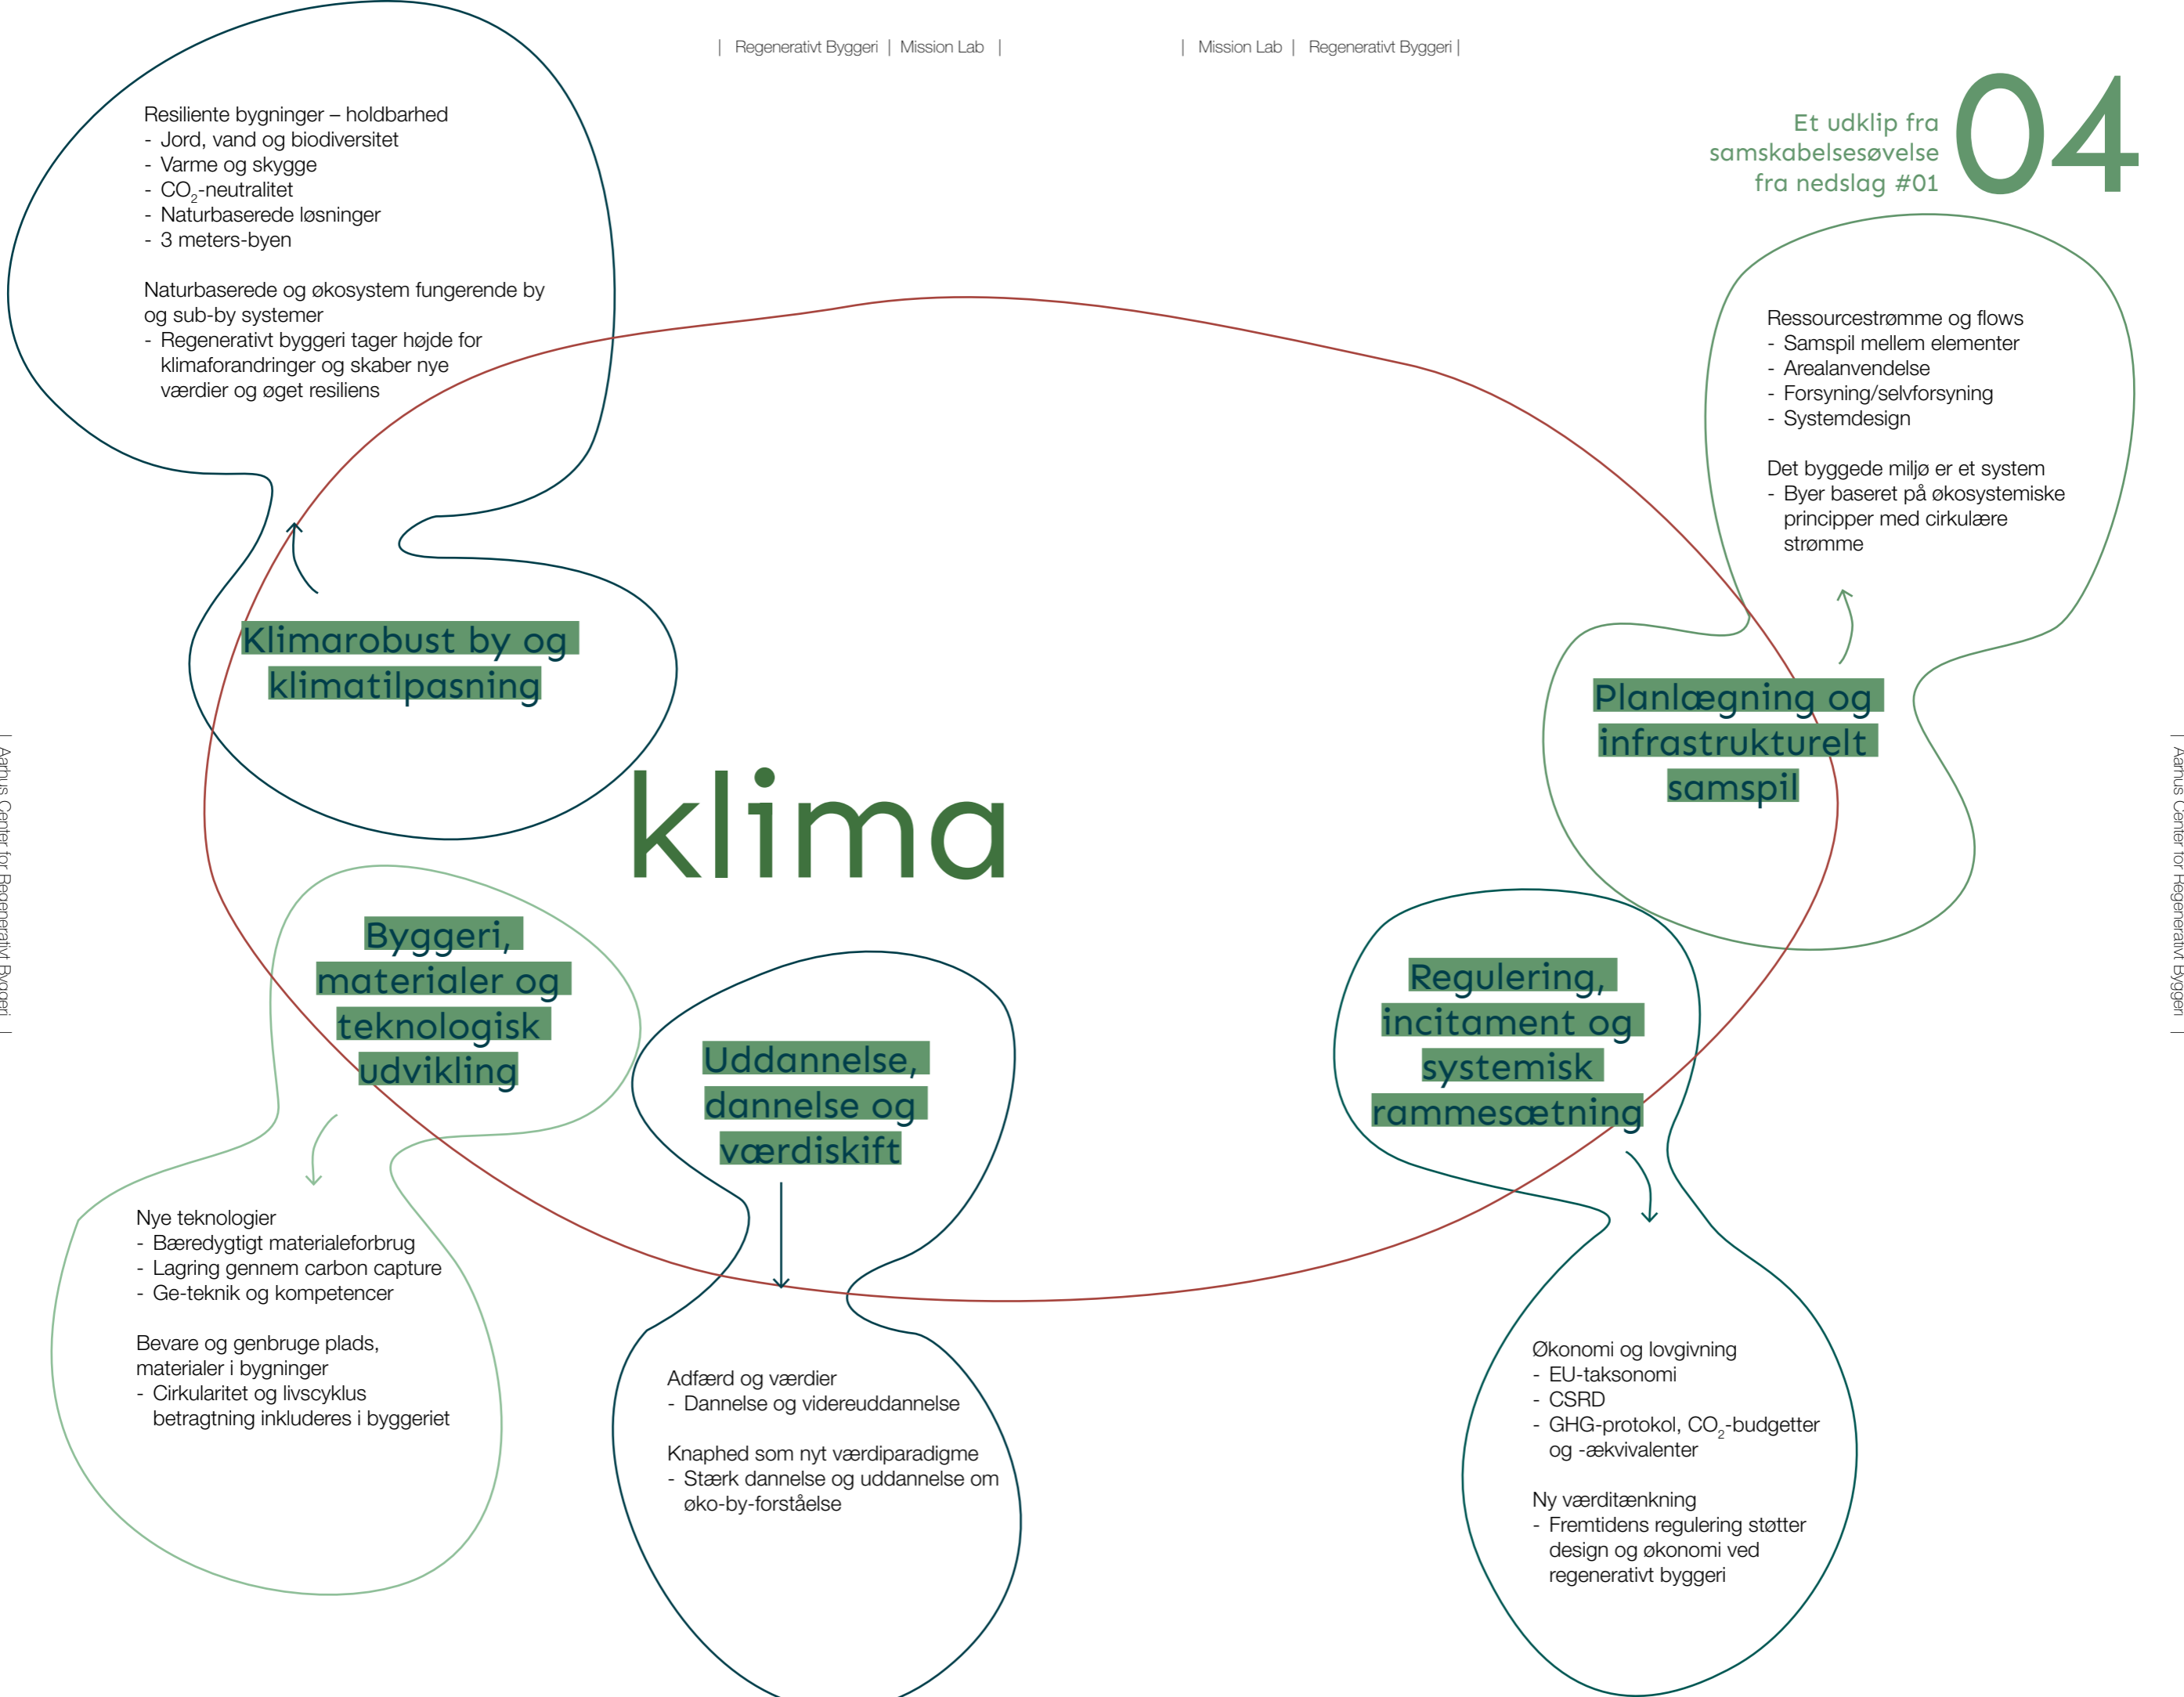 | Regenerativt Byggeri | Mission Lab |
| Mission Lab | Regenerativt Byggeri |
Et udklip fra
samskabelsesøvelse
fra nedslag #01
04
Resiliente bygninger – holdbarhed
- Jord, vand og biodiversitet
- Varme og skygge
- CO₂-neutralitet
- Naturbaserede løsninger
- 3 meters-byen
Naturbaserede og økosystem fungerende by
og sub-by systemer
- Regenerativt byggeri tager højde for
klimaforandringer og skaber nye
værdier og øget resiliens
Klimarobust by og
klimatilpasning
Ressourcestrømme og flows
- Samspil mellem elementer
- Arealanvendelse
- Forsyning/selvforsyning
- Systemdesign
Det byggede miljø er et system
- Byer baseret på økosystemiske
principper med cirkulære
strømme
Planlægning og
infrastrukturelt
samspil
klima
Byggeri,
materialer og
teknologisk
udvikling
Nye teknologier
- Bæredygtigt materialeforbrug
- Lagring gennem carbon capture
- Ge-teknik og kompetencer
Bevare og genbruge plads,
materialer i bygninger
- Cirkularitet og livscyklus
betragtning inkluderes i byggeriet
Uddannelse,
dannelse og
værdiskift
Adfærd og værdier
- Dannelse og videreuddannelse
Knaphed som nyt værdiparadigme
- Stærk dannelse og uddannelse om
øko-by-forståelse
Regulering,
incitament og
systemisk
rammesætning
Økonomi og lovgivning
- EU-taksonomi
- CSRD
- GHG-protokol, CO₂-budgetter
og -ækvivalenter
Ny værditænkning
- Fremtidens regulering støtter
design og økonomi ved
regenerativt byggeri
| Aarhus Center for Regenerativt Byggeri |
| Aarhus Center for Regenerativt Byggeri |